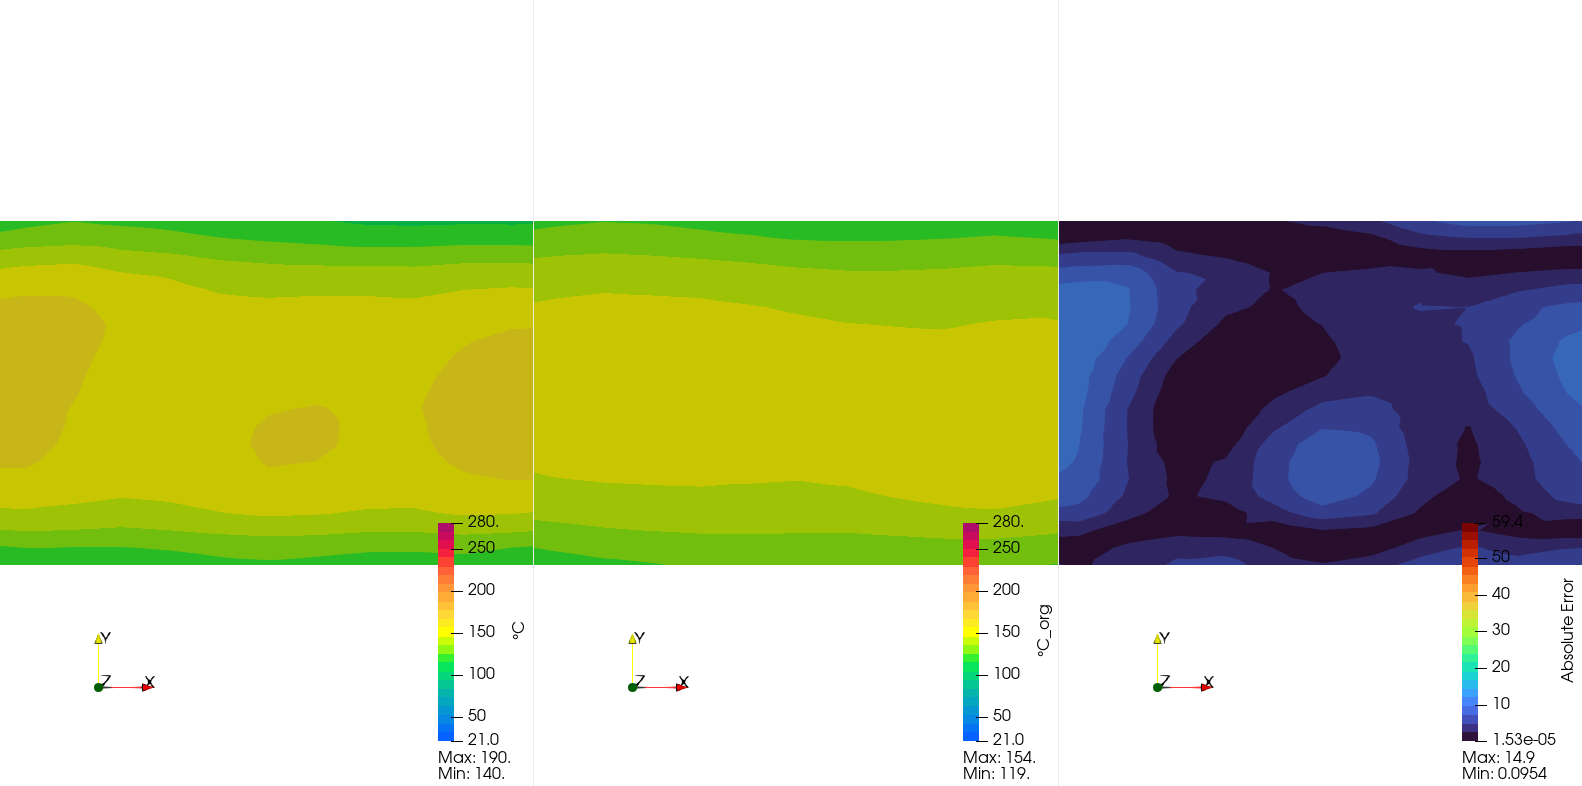 280.
250
200
150
100
50
21.0
°C
Max: 190.
Min: 140.
Y
Z
X
280.
250
200
150
100
50
21.0
°C_org
Max: 154.
Min: 119.
Y
Z
X
59.4
50
40
30
20
10
1.53e-05
Absolute Error
Max: 14.9
Min: 0.0954
Y
Z
X